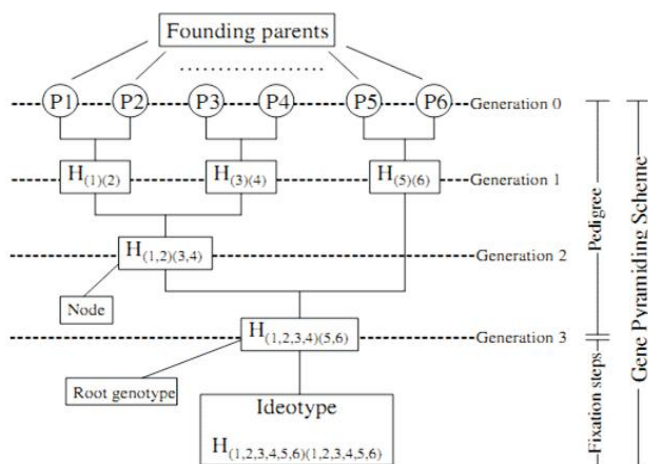 Founding parents
P1 P2 P3 P4 P5 P6 Generation 0
H(1)(2) H(3)(4) H(5)(6) Generation 1
H(1,2)(3,4) Generation 2
Node
H(1,2,3,4)(5,6) Generation 3
Root genotype
Ideotype
H(1,2,3,4,5,6)(1,2,3,4,5,6)
Pedigree
Fixation steps
Gene Pyramiding Scheme